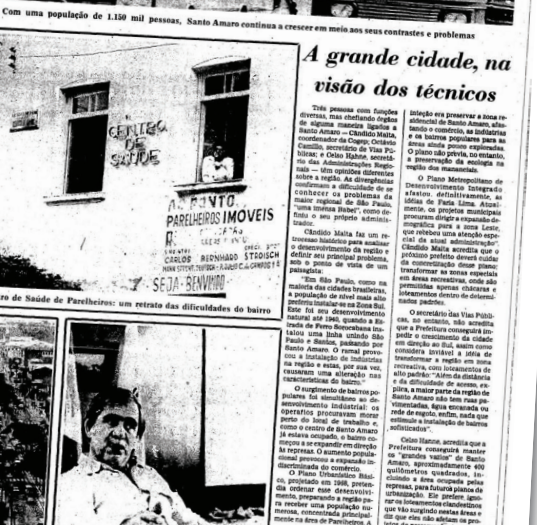 Com uma população de 1.150 mil pessoas, Santo Amaro continua a crescer em meio aos seus contrastes e problemas
CENTRO
DE
SAÚDE
PONTO
PARELHEIROS IMOVEIS
CARLOS BERNHARD STROISCH
SEJA BENVINDO
ro de Saúde de Parelheiros: um retrato das dificuldades do bairro
A grande cidade, na
visão dos técnicos
Três pessoas com funções
diversas, mas chefiando órgãos
de alguma maneira ligados a
Santo Amaro — Cândido Malta,
coordenador da Cogep; Octávio
Camillo, secretário de Vias Pú-
blicas; e Celso Hahne, secretá-
rio das Administrações Regio-
nais — têm opiniões diferentes
sobre a região. As divergências
confirmam a dificuldade de se
conhecer os problemas da
maior regional de São Paulo,
"uma imensa Babel", como de-
finiu o seu próprio adminis-
trador.
Cândido Malta faz um re-
trocesso histórico para analisar
o desenvolvimento da região e
definir seu principal problema,
sob o ponto de vista de um
paisagista:
"Em São Paulo, como na
maioria das cidades brasileiras,
a população de nível mais alto
preferiu instalar-se na Zona Sul.
Este foi seu desenvolvimento
natural até 1940, quando a Es-
trada de Ferro Sorocabana ins-
talou uma linha unindo São
Paulo e Santos, passando por
Santo Amaro. O ramal provo-
cou a instalação de indústrias
na região e estas, por sua vez,
causaram uma alteração nas
características do bairro."
O surgimento de bairros po-
pulares foi simultâneo ao de-
senvolvimento industrial: os
operários procuravam morar
perto do local de trabalho e,
como o centro de Santo Amaro
já estava ocupado, o bairro co-
meçou a se expandir em direção
às represas. O aumento popula-
cional provocou a expansão in-
discriminada do comércio.
O Plano Urbanístico Bási-
co, projetado em 1968, preten-
dia ordenar esse desenvolvi-
mento, preparando a região pa-
ra receber uma população nu-
merosa, concentrada principal-
mente na área de Parelheiros. A
intenção era preservar a zona re-
sidencial de Santo Amaro, afas-
tando o comércio, as indústrias
e os bairros populares para as
áreas ainda pouco exploradas.
O plano não previa, no entanto,
a preservação da ecologia na
região dos mananciais.
O Plano Metropolitano de
Desenvolvimento Integrado
afastou, definitivamente, as
idéias de Faria Lima. Atual-
mente, os projetos municipais
procuram dirigir a expansão de-
mográfica para a zona Leste,
que recebeu uma atenção espe-
cial da atual administração".
Cândido Malta acredita que o
próximo prefeito deverá cuidar
da concretização desse plano:
transformar as zonas especiais
em áreas recreativas, onde são
permitidas apenas chácaras e
loteamentos dentro de determi-
nados padrões.
O secretário das Vias Públi-
cas, no entanto, não acredita
que a Prefeitura conseguirá im-
pedir o crescimento da cidade
em direção ao Sul, assim como
considera inviável a idéia de
transformar a região em zona
recreativa, com loteamentos de
alto padrão: "Além da distância
e da dificuldade de acesso, ex-
plica, a maior parte da região de
Santo Amaro não tem ruas pa-
vimentadas, água encanada ou
rede de esgoto, enfim, nada que
estimule a instalação de bairros
sofisticados".
Celso Hahne, acredita que a
Prefeitura conseguirá manter
os "grandes vazios" de Santo
Amaro, aproximadamente 400
quilômetros quadrados, in-
cluindo a área ocupada pelas
represas, para futuros planos de
urbanização. Ele prefere igno-
rar os loteamentos clandestinos
que vão surgindo nestas áreas e
diz que eles não afetam os pro-